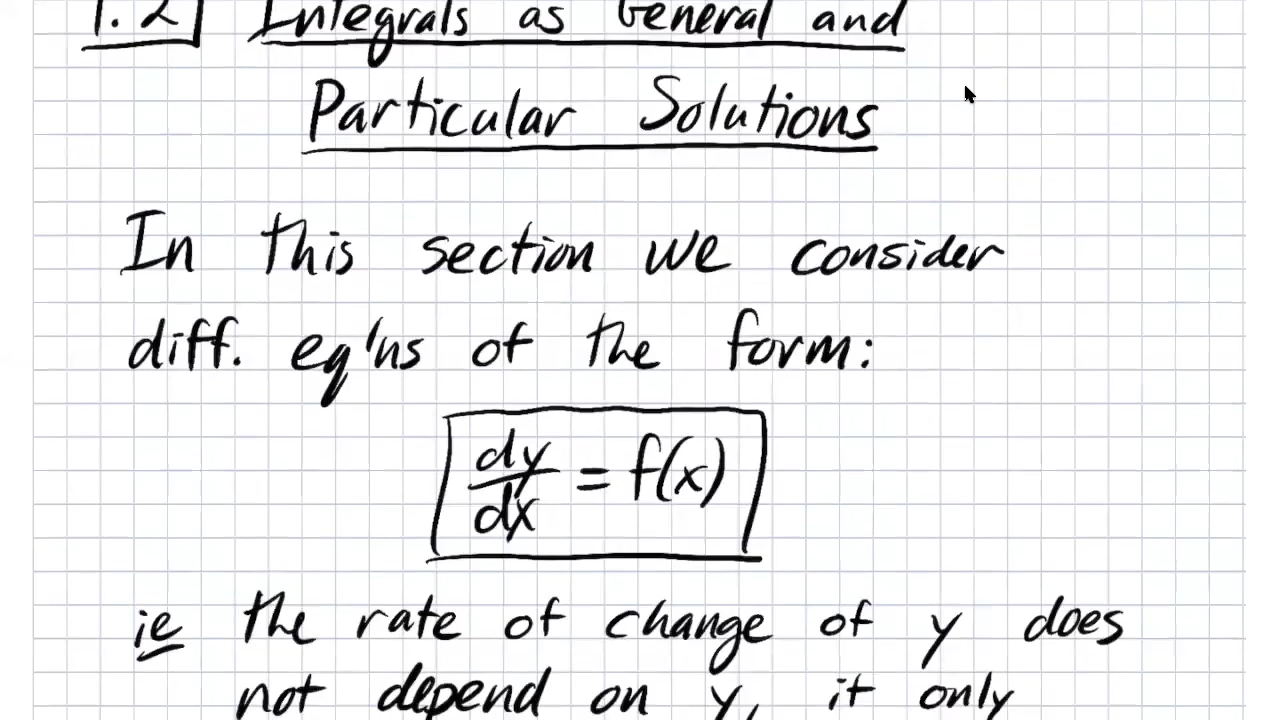 1.2 Integrals as General and
Particular Solutions
In this section we consider
diff. eq'ns of the form:
dy/dx = f(x)
ie the rate of change of y does
not depend on y, it only